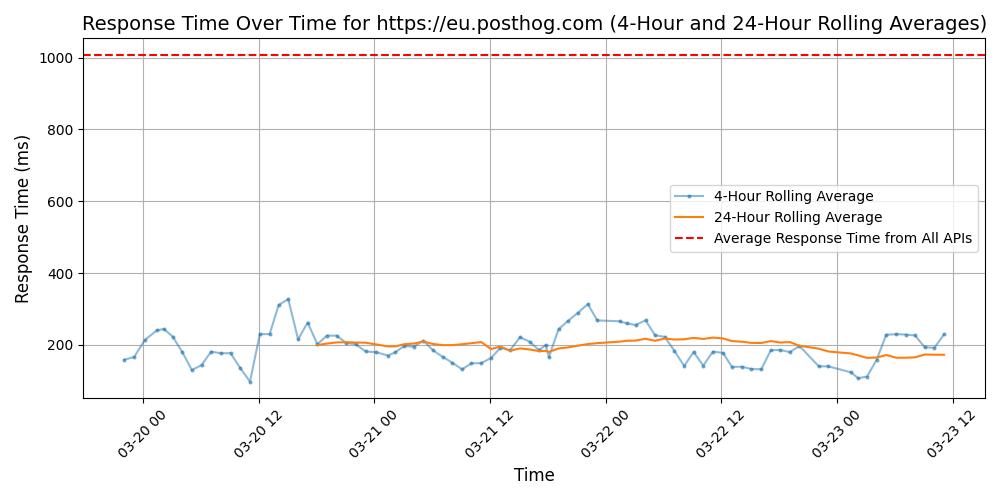 Response Time Over Time for https://eu.posthog.com (4-Hour and 24-Hour Rolling Averages)
Response Time (ms)
1000
800
600
400
200
4-Hour Rolling Average
24-Hour Rolling Average
Average Response Time from All APIs
03-20 00
03-20 12
03-21 00
03-21 12
03-22 00
03-22 12
03-23 00
03-23 12
Time